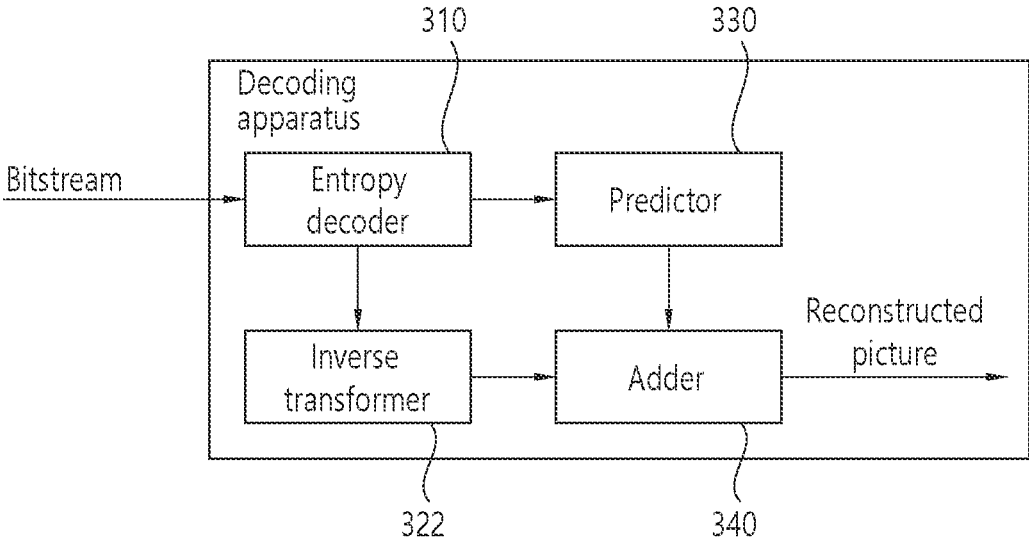 310
330
Decoding
apparatus
Bitstream
Entropy
decoder
Predictor
Inverse
transformer
Adder
Reconstructed
picture
322
340